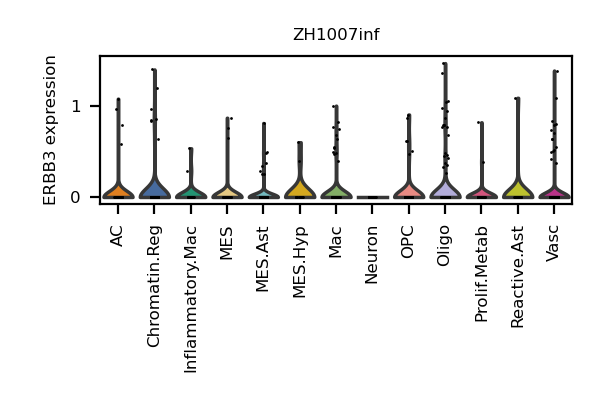 ZH1007inf
ERBB3 expression
1
0
AC
Chromatin.Reg
Inflammatory.Mac
MES
MES.Ast
MES.Hyp
Mac
Neuron
OPC
Oligo
Prolif.Metab
Reactive.Ast
Vasc